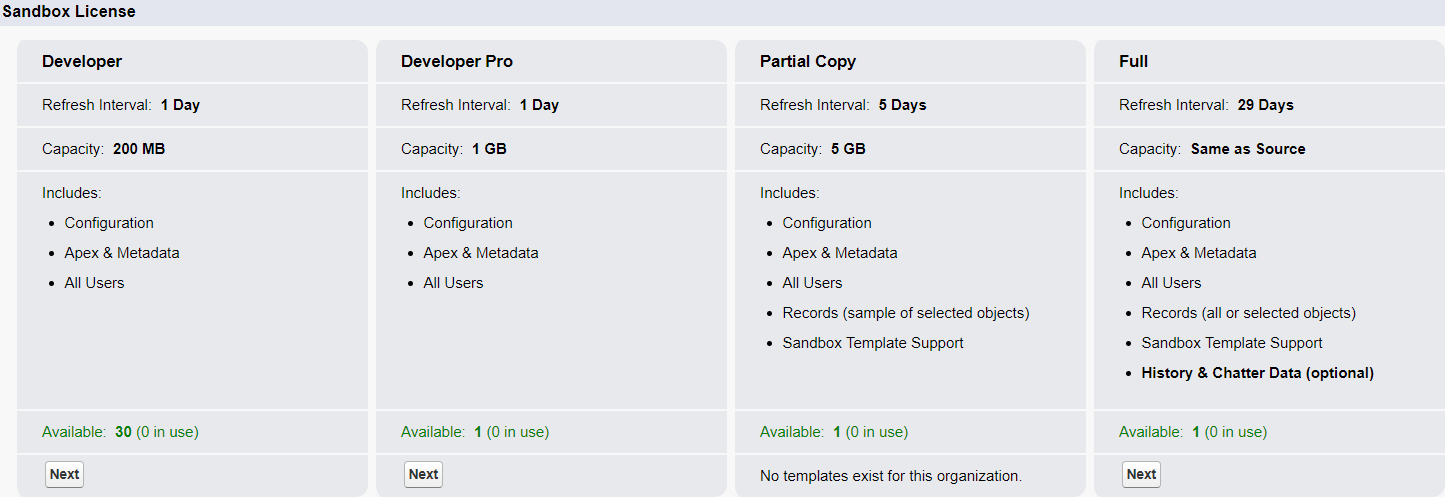 Sandbox License
Developer
Refresh Interval: 1 Day
Capacity: 200 MB
Includes:
Configuration
Apex & Metadata
All Users
Available: 30 (0 in use)
Next
Developer Pro
Refresh Interval: 1 Day
Capacity: 1 GB
Includes:
Configuration
Apex & Metadata
All Users
Available: 1 (0 in use)
Next
Partial Copy
Refresh Interval: 5 Days
Capacity: 5 GB
Includes:
Configuration
Apex & Metadata
All Users
Records (sample of selected objects)
Sandbox Template Support
Available: 1 (0 in use)
No templates exist for this organization.
Full
Refresh Interval: 29 Days
Capacity: Same as Source
Includes:
Configuration
Apex & Metadata
All Users
Records (all or selected objects)
Sandbox Template Support
History & Chatter Data (optional)
Available: 1 (0 in use)
Next